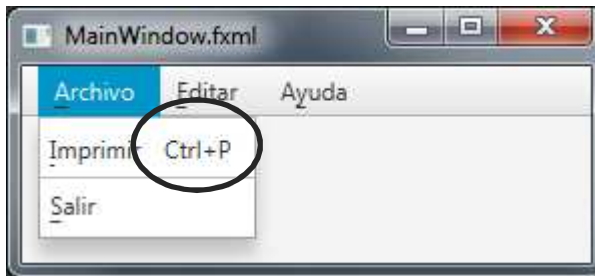 MainWindow.fxml
Archivo Editar Ayuda
Imprimir Ctrl+P
Salir